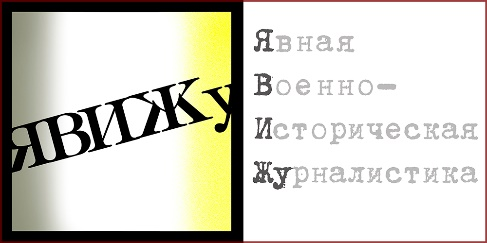 ЯВИЖу
Явная
Военно-
Историческая
Журналистика